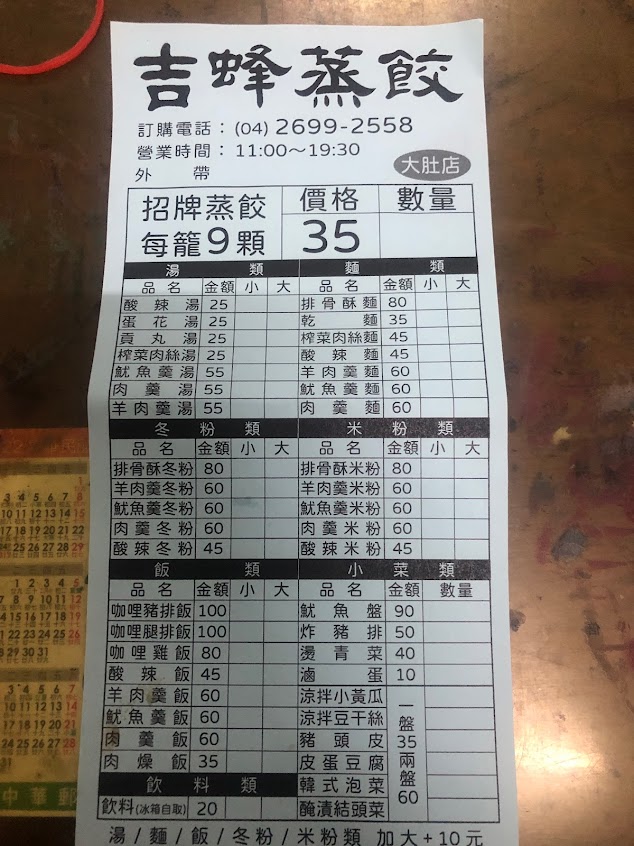 吉蜂蒸餃
訂購電話：(04) 2699-2558
營業時間：11:00～19:30
外帶
大肚店
招牌蒸餃 每籠9顆 價格 35 數量
湯類
品名 金額 小 大
酸辣湯 25
蛋花湯 25
貢丸湯 25
榨菜肉絲湯 25
魷魚羹湯 55
肉羹湯 55
羊肉羹湯 55
麵類
品名 金額 小 大
排骨酥麵 80
乾麵 35
榨菜肉絲麵 45
酸辣麵 45
羊肉羹麵 60
魷魚羹麵 60
肉羹麵 60
冬粉類
品名 金額 小 大
排骨酥冬粉 80
羊肉羹冬粉 60
魷魚羹冬粉 60
肉羹冬粉 60
酸辣冬粉 45
米粉類
品名 金額 小 大
排骨酥米粉 80
羊肉羹米粉 60
魷魚羹米粉 60
肉羹米粉 60
酸辣米粉 45
飯類
品名 金額 小 大
咖哩豬排飯 100
咖哩腿排飯 100
咖哩雞飯 80
酸辣飯 45
羊肉羹飯 60
魷魚羹飯 60
肉羹飯 60
肉燥飯 35
飲料類
飲料(冰箱自取) 20
小菜類
品名 金額 數量
魷魚盤 90
炸豬排 50
燙青菜 40
滷蛋 10
涼拌小黃瓜
涼拌豆干絲
豬頭皮
皮蛋豆腐
韓式泡菜
醃漬結頭菜
一盤35兩盤60
湯/麵/飯/冬粉/米粉類 加大+10元
中華郵